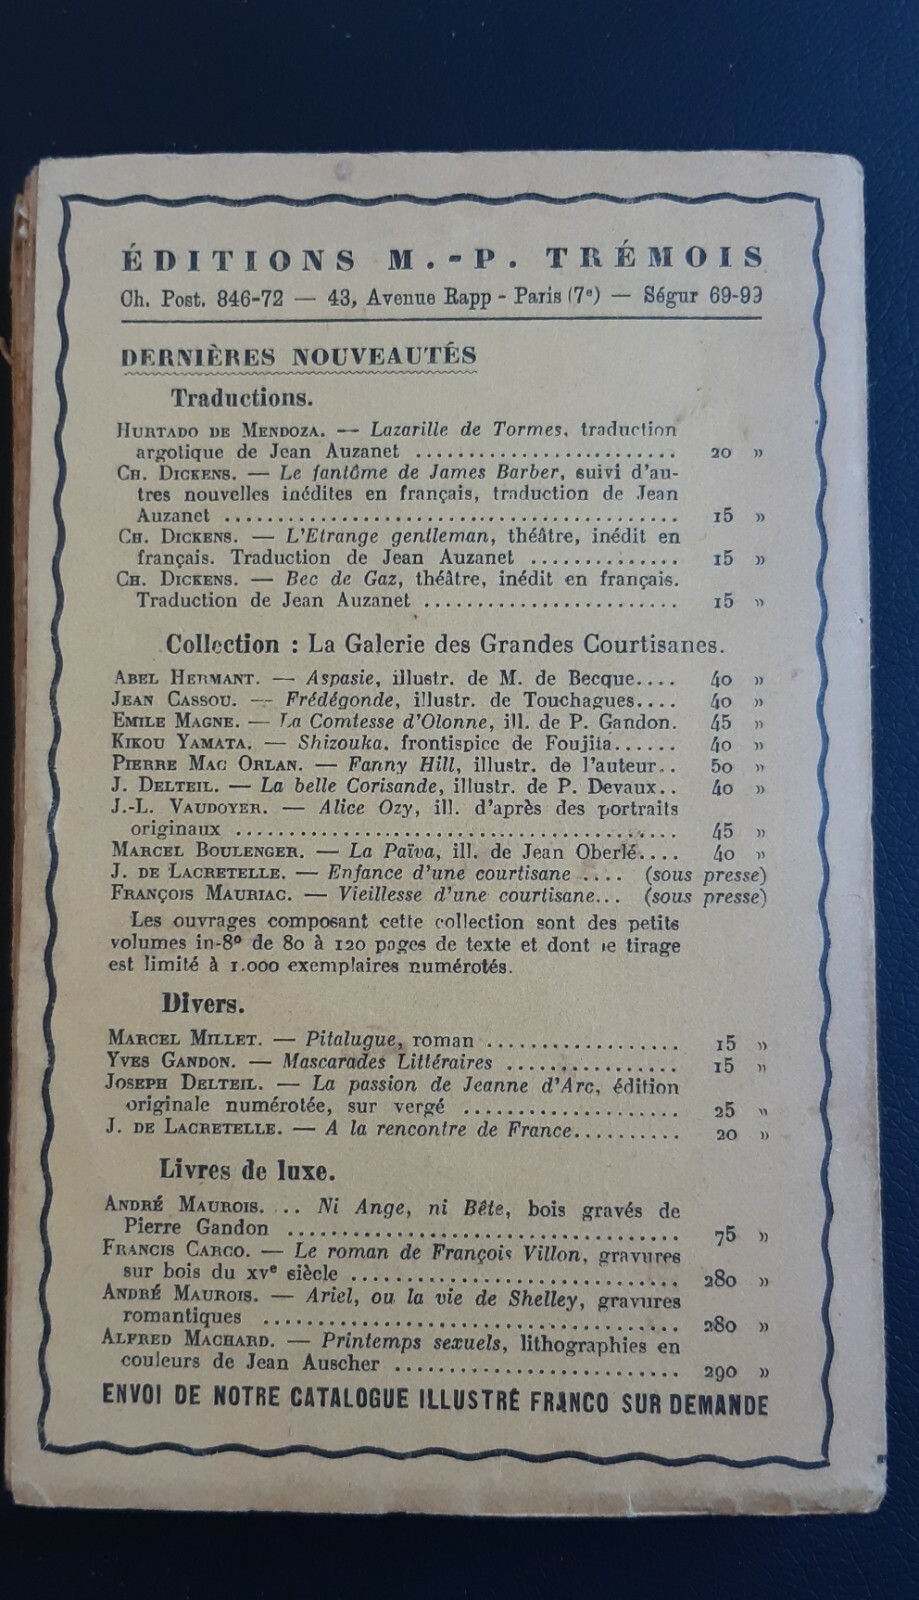 ÉDITIONS M.-P. TRÉMOIS
Ch. Post. 846-72 — 43, Avenue Rapp - Paris (7e) — Ségur 69-93
DERNIÈRES NOUVEAUTÉS
Traductions.
HURTADO DE MENDOZA. — Lazarille de Tormes, traduction
argotique de Jean Auzanet ........................ 20 »
CH. DICKENS. — Le fantôme de James Barber, suivi d'au-
tres nouvelles inédites en français, traduction de Jean
Auzanet ......................................... 15 »
CH. DICKENS. — L'Etrange gentleman, théâtre, inédit en
français. Traduction de Jean Auzanet .............. 15 »
CH. DICKENS. — Bec de Gaz, théâtre, inédit en français.
Traduction de Jean Auzanet ....................... 15 »
Collection : La Galerie des Grandes Courtisanes.
ABEL HERMANT. — Aspasie, illustr. de M. de Becque.... 40 »
JEAN CASSOU. — Frédégonde, illustr. de Touchagues.... 40 »
EMILE MAGNE. — La Comtesse d'Olonne, ill. de P. Gandon. 45 »
KIKOU YAMATA. — Shizouka, frontispice de Foujita...... 40 »
PIERRE MAC ORLAN. — Fanny Hill, illustr. de l'auteur.. 50 »
J. DELTEIL. — La belle Corisande, illustr. de P. Devaux.. 40 »
J.-L. VAUDOYER. — Alice Ozy, ill. d'après des portraits
originaux ........................................ 45 »
MARCEL BOULENGER. — La Païva, ill. de Jean Oberlé.... 40 »
J. DE LACRETELLE. — Enfance d'une courtisane .... (sous presse)
FRANÇOIS MAURIAC. — Vieillesse d'une courtisane... (sous presse)
Les ouvrages composant cette collection sont des petits
volumes in-8º de 80 à 120 pages de texte et dont le tirage
est limité à 1.000 exemplaires numérotés.
Divers.
MARCEL MILLET. — Pitalugue, roman .................. 15 »
YVES GANDON. — Mascarades Littéraires ................ 15 »
JOSEPH DELTEIL. — La passion de Jeanne d'Arc, édition
originale numérotée, sur vergé .................... 25 »
J. DE LACRETELLE. — A la rencontre de France.......... 20 »
Livres de luxe.
ANDRÉ MAUROIS. .. Ni Ange, ni Bête, bois gravés de
Pierre Gandon .................................... 75 »
FRANCIS CARCO. — Le roman de François Villon, gravures
sur bois du XVe siècle .............................. 280 »
ANDRÉ MAUROIS. — Ariel, ou la vie de Shelley, gravures
romantiques ...................................... 280 »
ALFRED MACHARD. — Printemps sexuels, lithographies en
couleurs de Jean Auscher .......................... 290 »
ENVOI DE NOTRE CATALOGUE ILLUSTRÉ FRANCO SUR DEMANDE